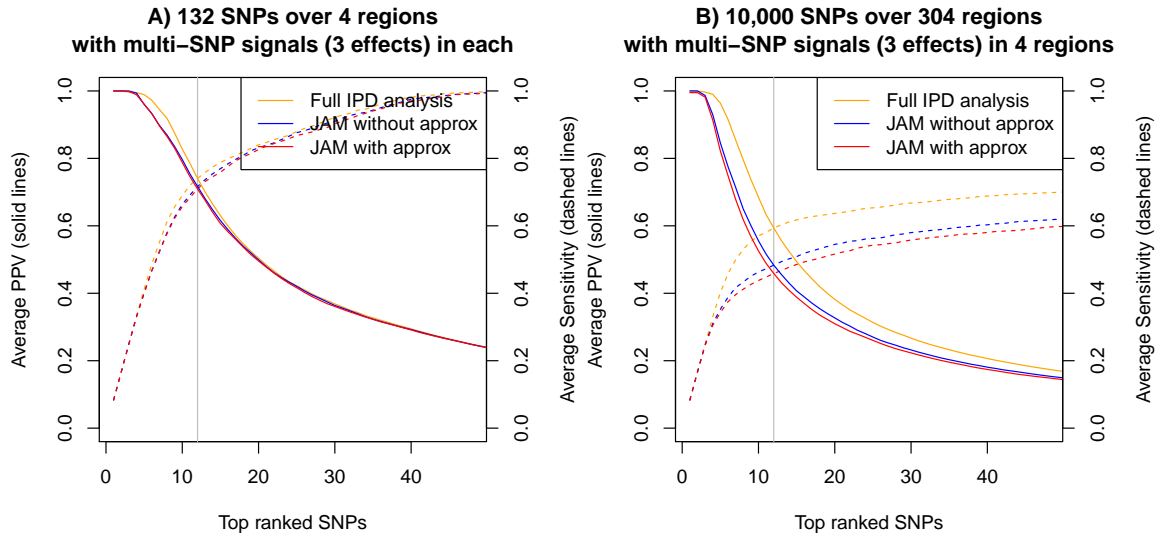 A) 132 SNPs over 4 regions
with multi−SNP signals (3 effects) in each
Average PPV (solid lines)
0.0 0.2 0.4 0.6 0.8 1.0
Full IPD analysis
JAM without approx
JAM with approx
0.0 0.2 0.4 0.6 0.8 1.0
Average Sensitivity (dashed lines)
0 10 20 30 40
Top ranked SNPs
B) 10,000 SNPs over 304 regions
with multi−SNP signals (3 effects) in 4 regions
Average PPV (solid lines)
0.0 0.2 0.4 0.6 0.8 1.0
Full IPD analysis
JAM without approx
JAM with approx
0.0 0.2 0.4 0.6 0.8 1.0
Average Sensitivity (dashed lines)
0 10 20 30 40
Top ranked SNPs